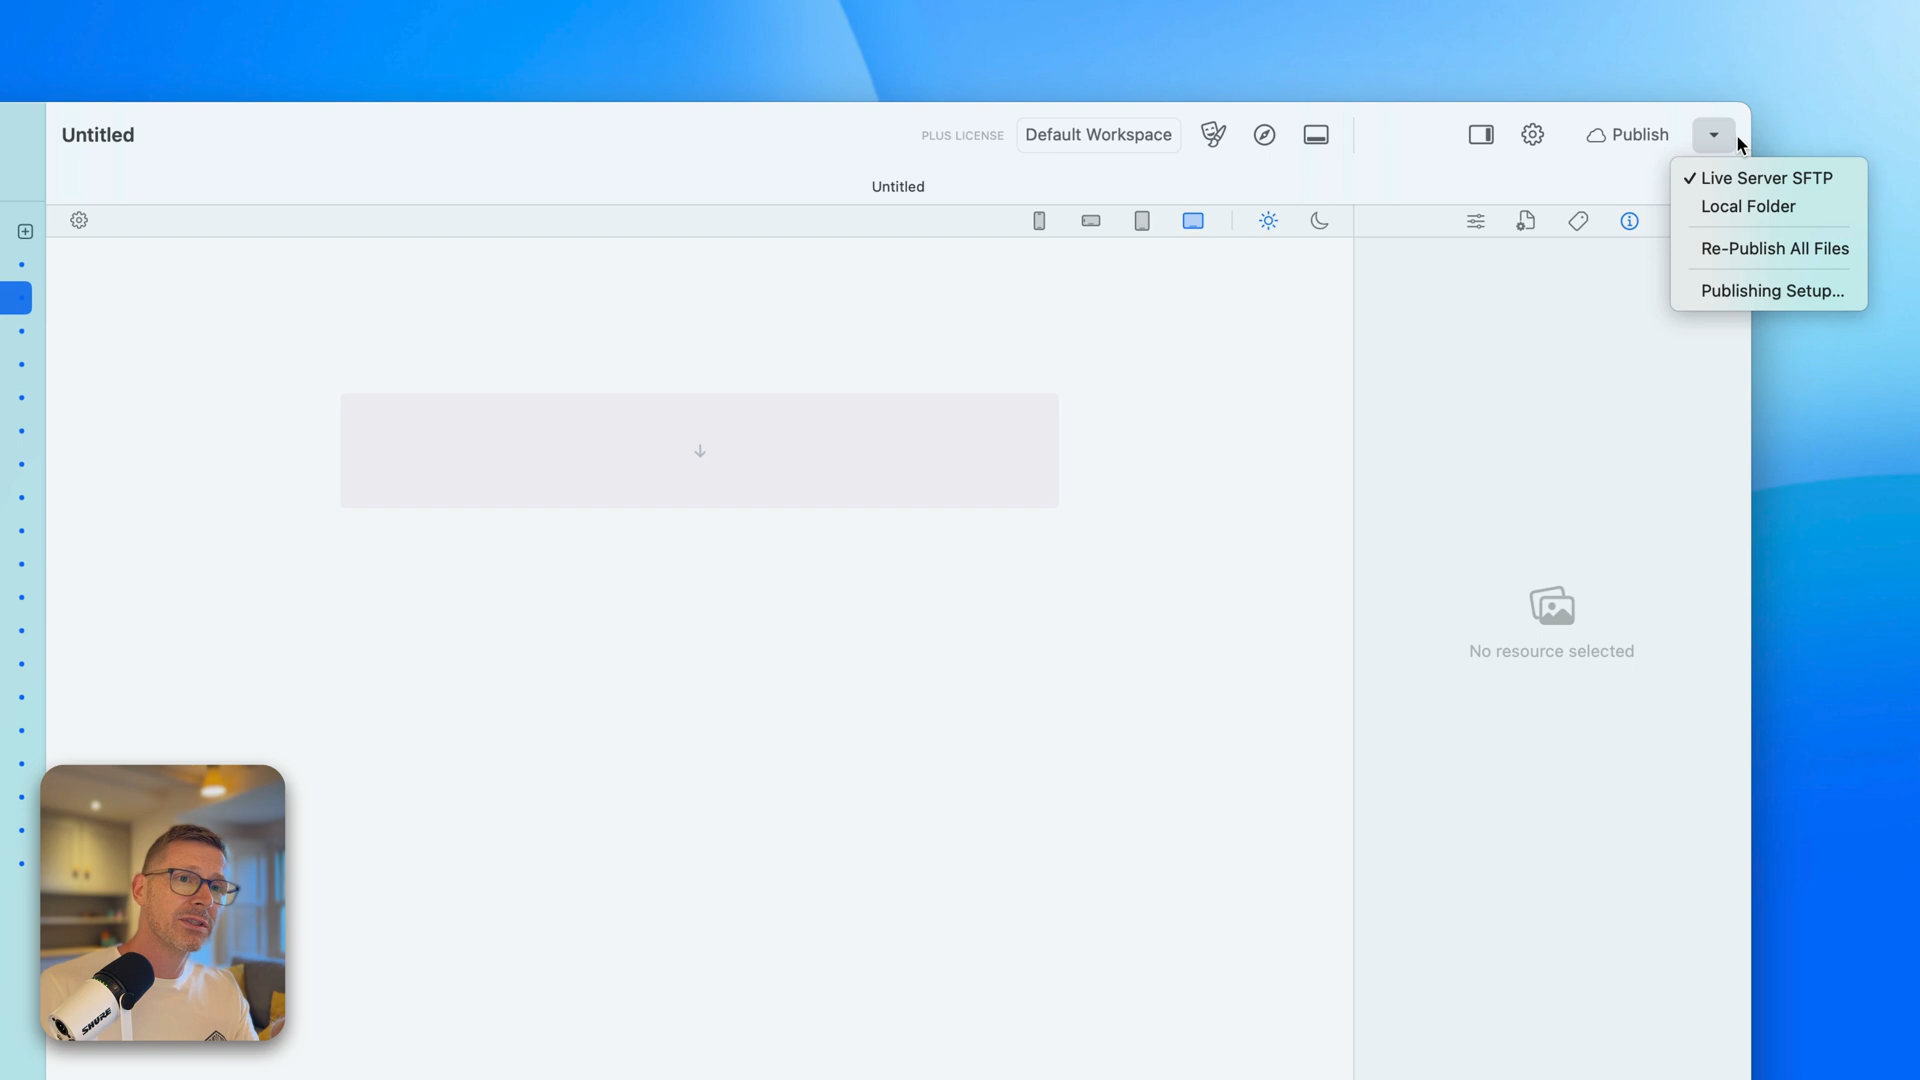 Untitled
PLUS LICENSE
Default Workspace
Publish
Untitled
✓ Live Server SFTP
Local Folder
Re-Publish All Files
Publishing Setup...
No resource selected
SHURE